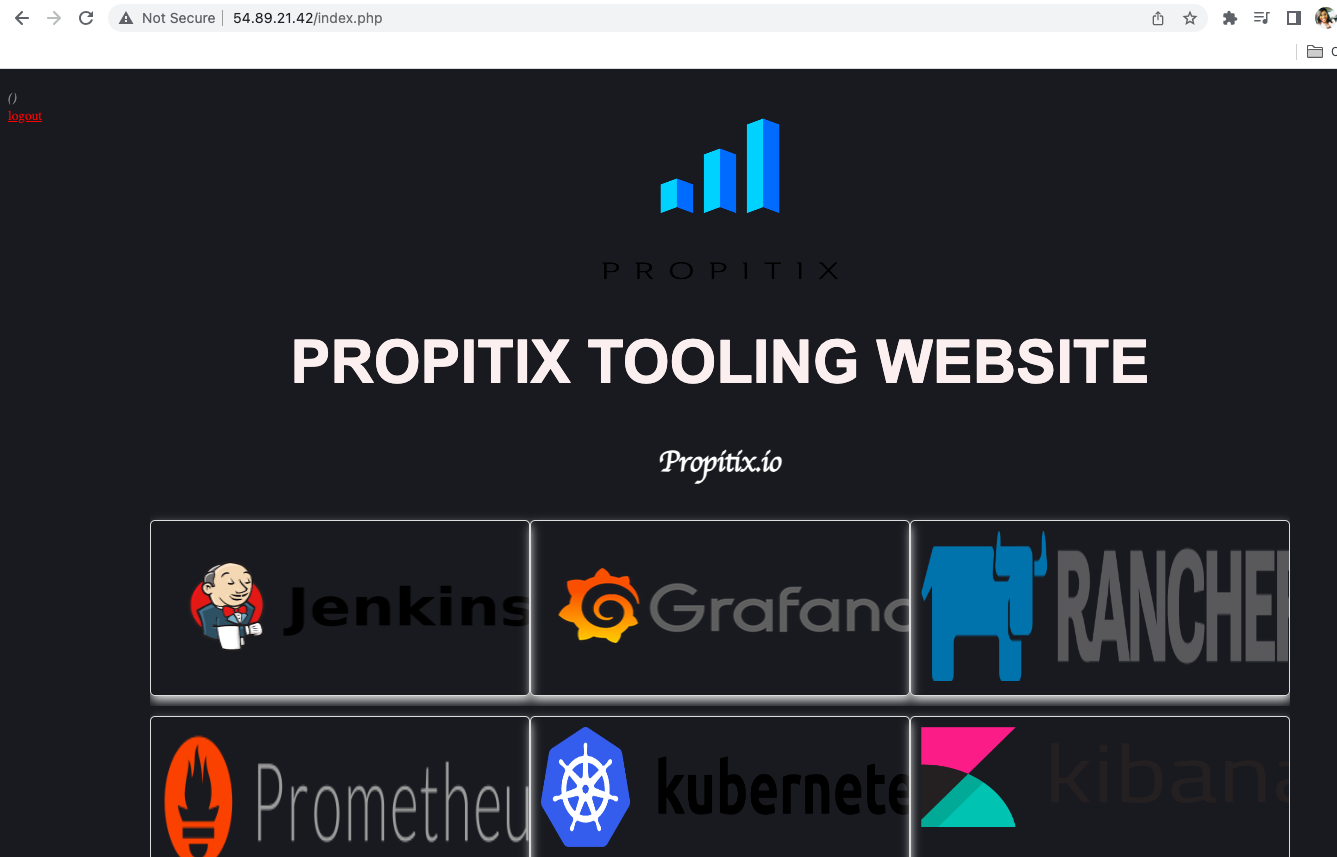 Not Secure 54.89.21.42/index.php
()
logout
PROPITIX
PROPITIX TOOLING WEBSITE
Propitix.io
Jenkins Grafana RANCHER
Prometheu kubernete kibana